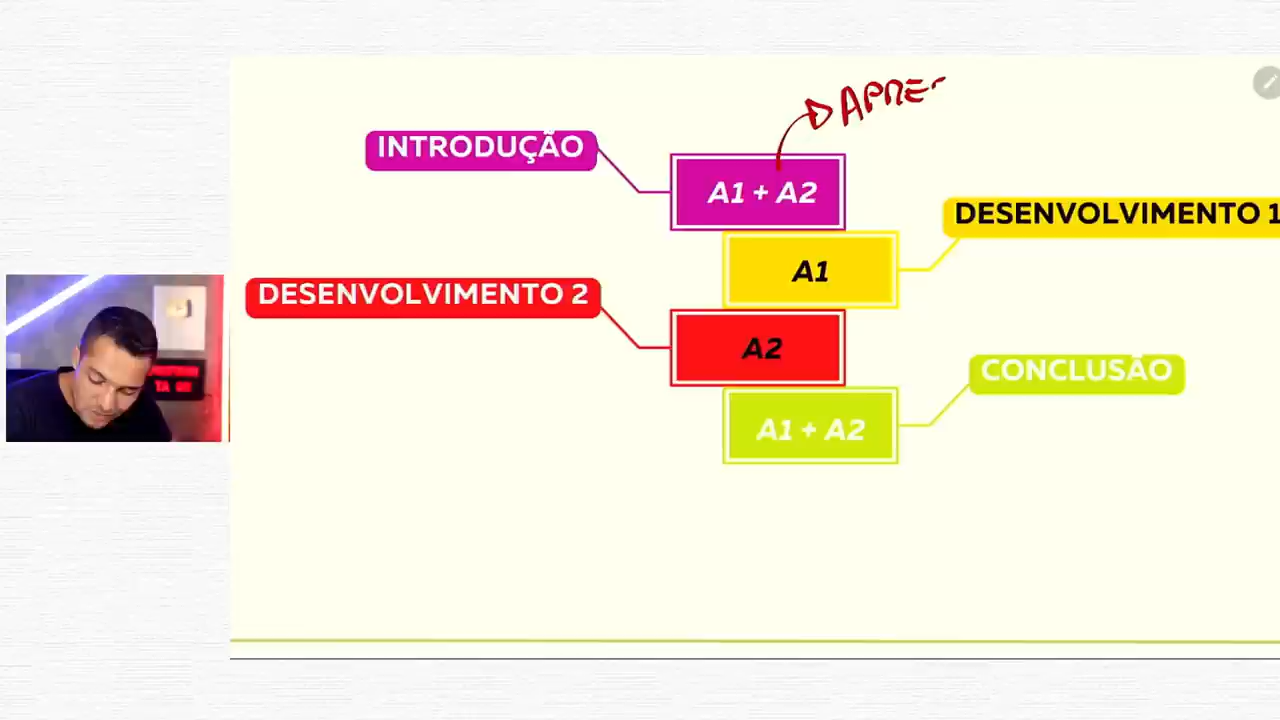 APRE-
INTRODUÇÃO
A1 + A2
DESENVOLVIMENTO 1
A1
DESENVOLVIMENTO 2
A2
CONCLUSÃO
A1 + A2